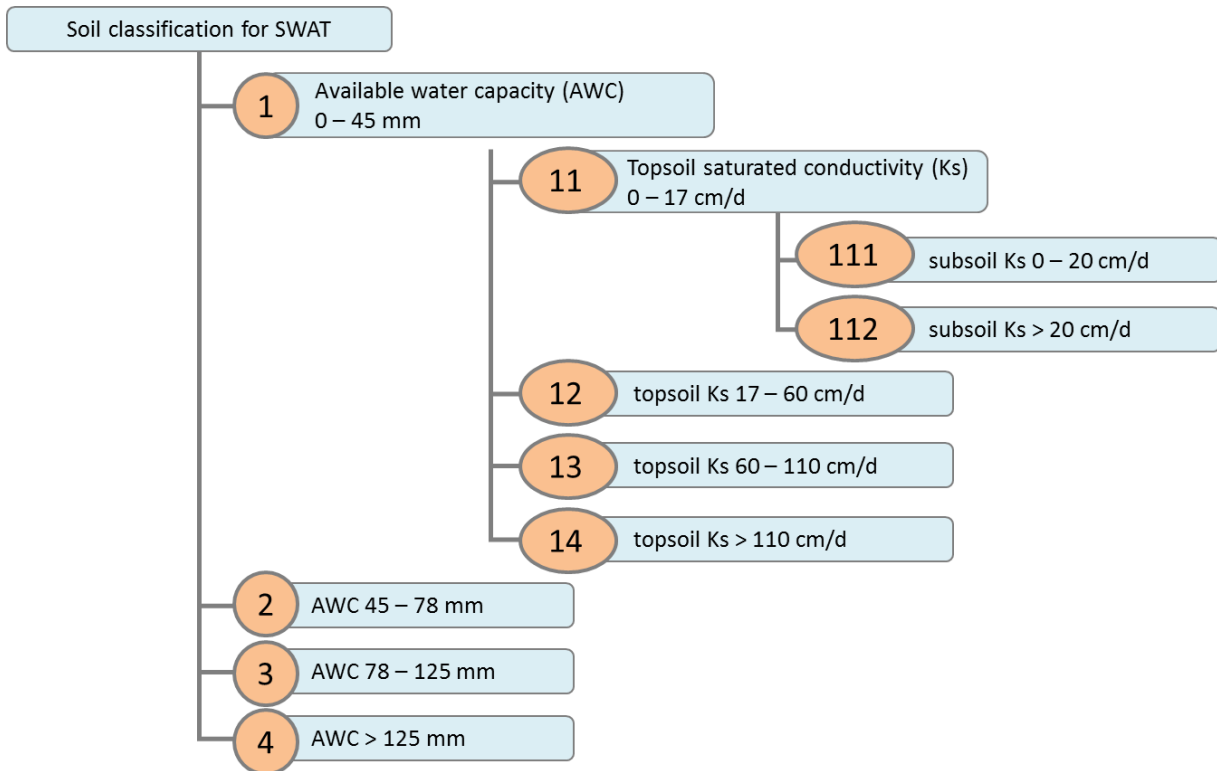 Soil classification for SWAT
1
Available water capacity (AWC)
0 – 45 mm
11
Topsoil saturated conductivity (Ks)
0 – 17 cm/d
111
subsoil Ks 0 – 20 cm/d
112
subsoil Ks > 20 cm/d
12
topsoil Ks 17 – 60 cm/d
13
topsoil Ks 60 – 110 cm/d
14
topsoil Ks > 110 cm/d
2
AWC 45 – 78 mm
3
AWC 78 – 125 mm
4
AWC > 125 mm